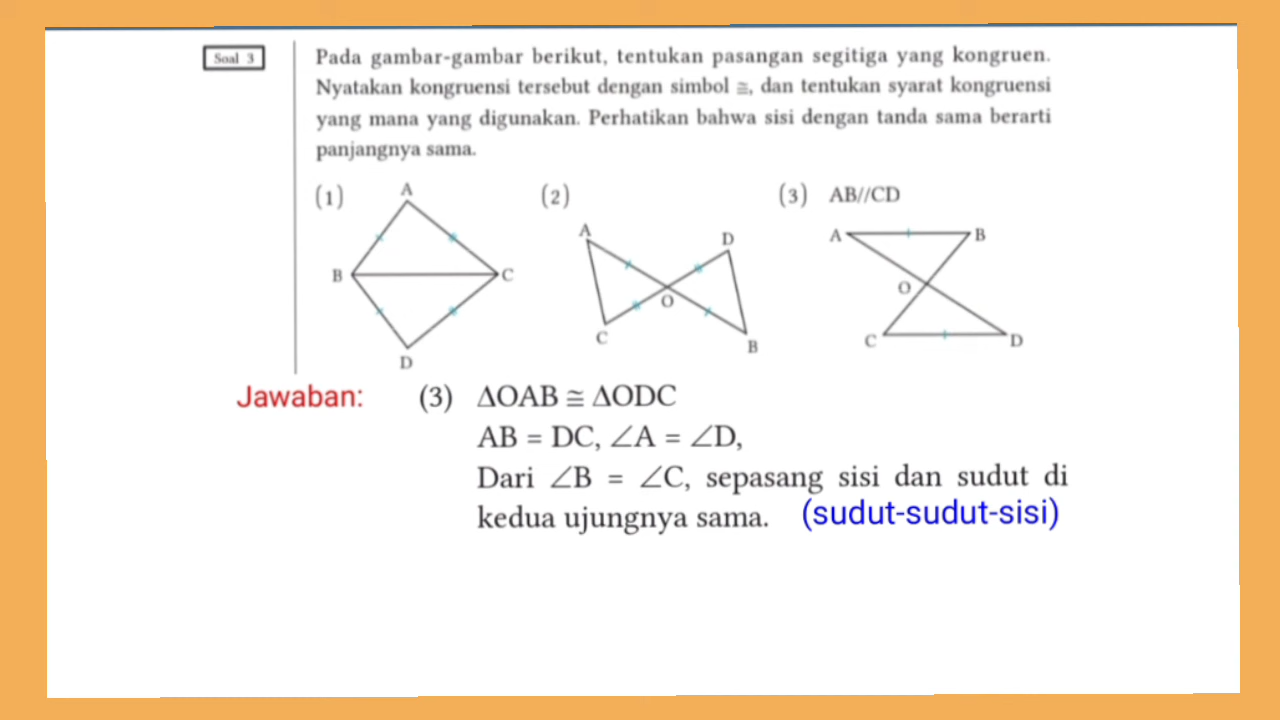 Soal 3
Pada gambar-gambar berikut, tentukan pasangan segitiga yang kongruen.
Nyatakan kongruensi tersebut dengan simbol ≅, dan tentukan syarat kongruensi
yang mana yang digunakan. Perhatikan bahwa sisi dengan tanda sama berarti
panjangnya sama.
(1)
A
B
C
D
(2)
A
D
O
C
B
(3) AB//CD
A
B
O
C
D
Jawaban: (3) ΔOAB ≅ ΔODC
AB = DC, ∠A = ∠D,
Dari ∠B = ∠C, sepasang sisi dan sudut di
kedua ujungnya sama. (sudut-sudut-sisi)